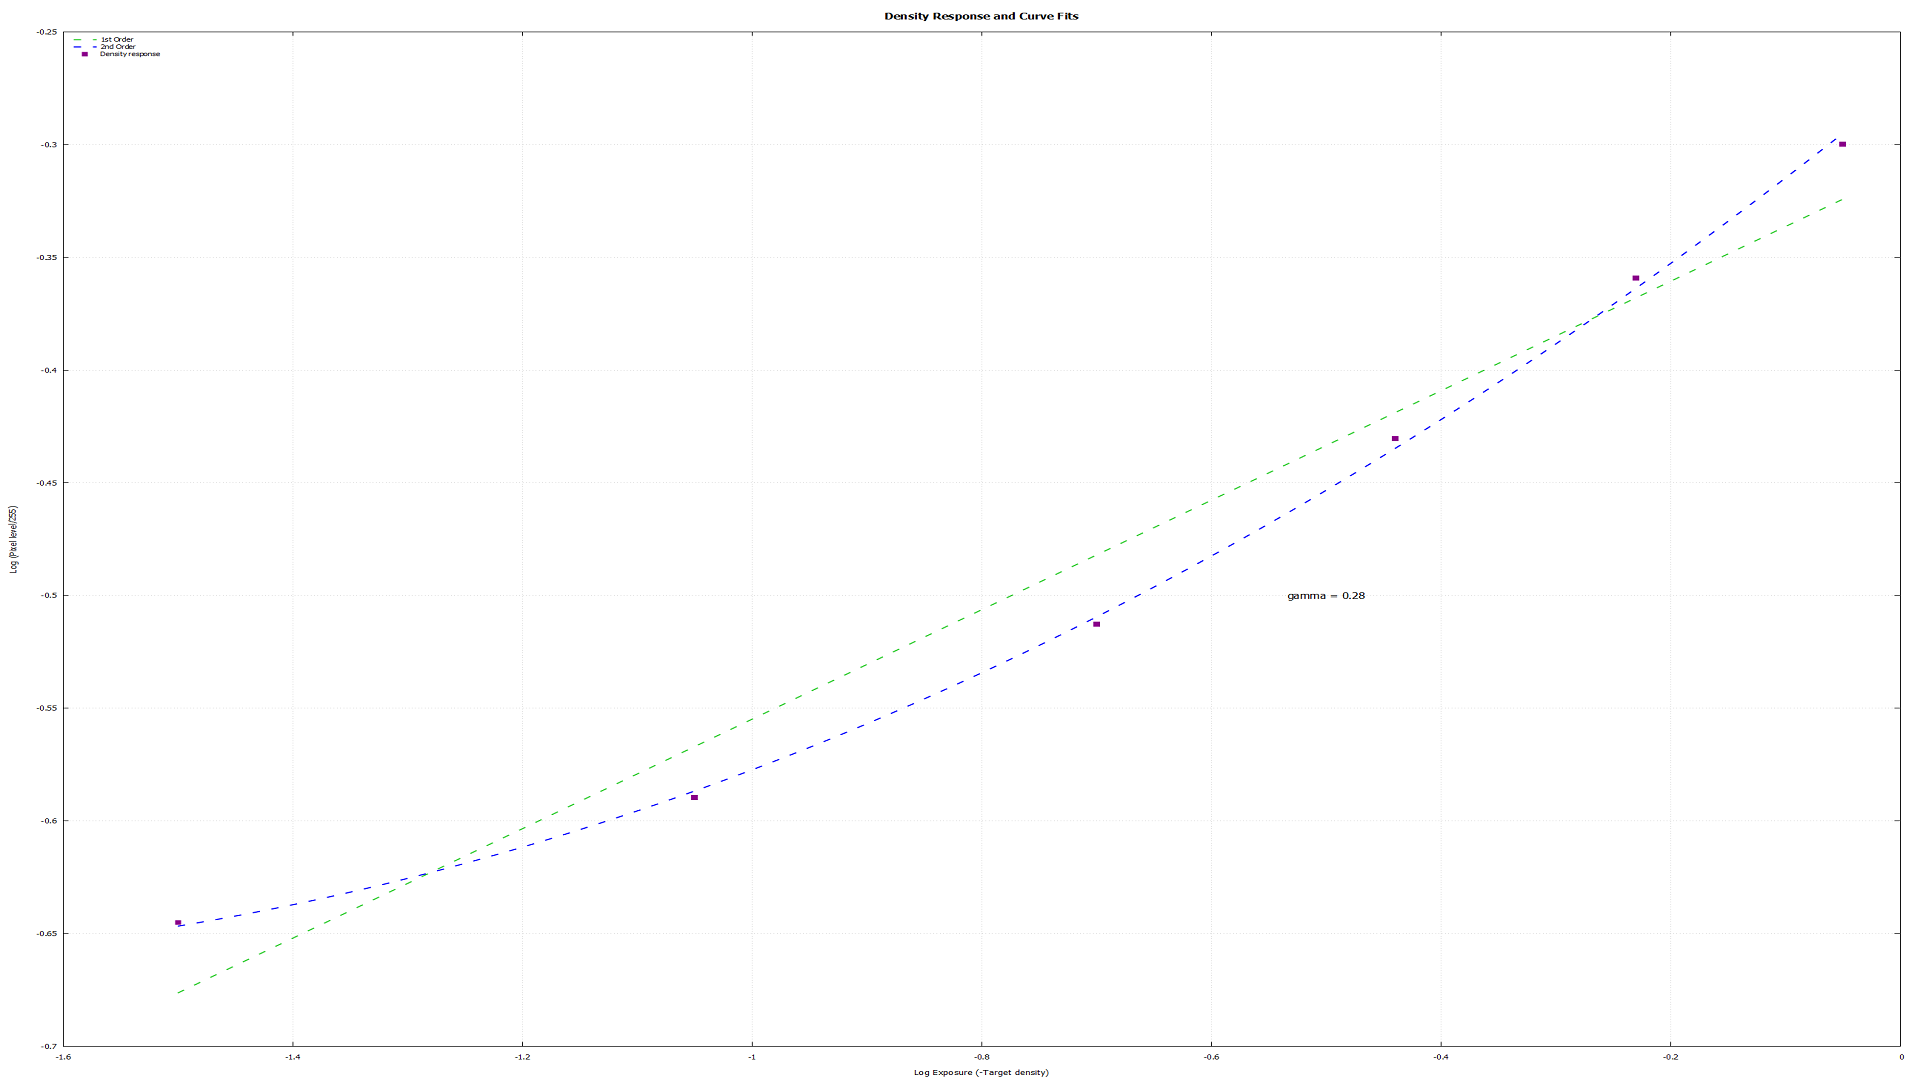 Density Response and Curve Fits
-0.25
1st Order
2nd Order
Density response
-0.3
-0.35
-0.4
-0.45
Log (Pixel level/255)
-0.5
gamma = 0.28
-0.55
-0.6
-0.65
-0.7
-1.6
-1.4
-1.2
-1
-0.8
-0.6
-0.4
-0.2
0
Log Exposure (-Target density)